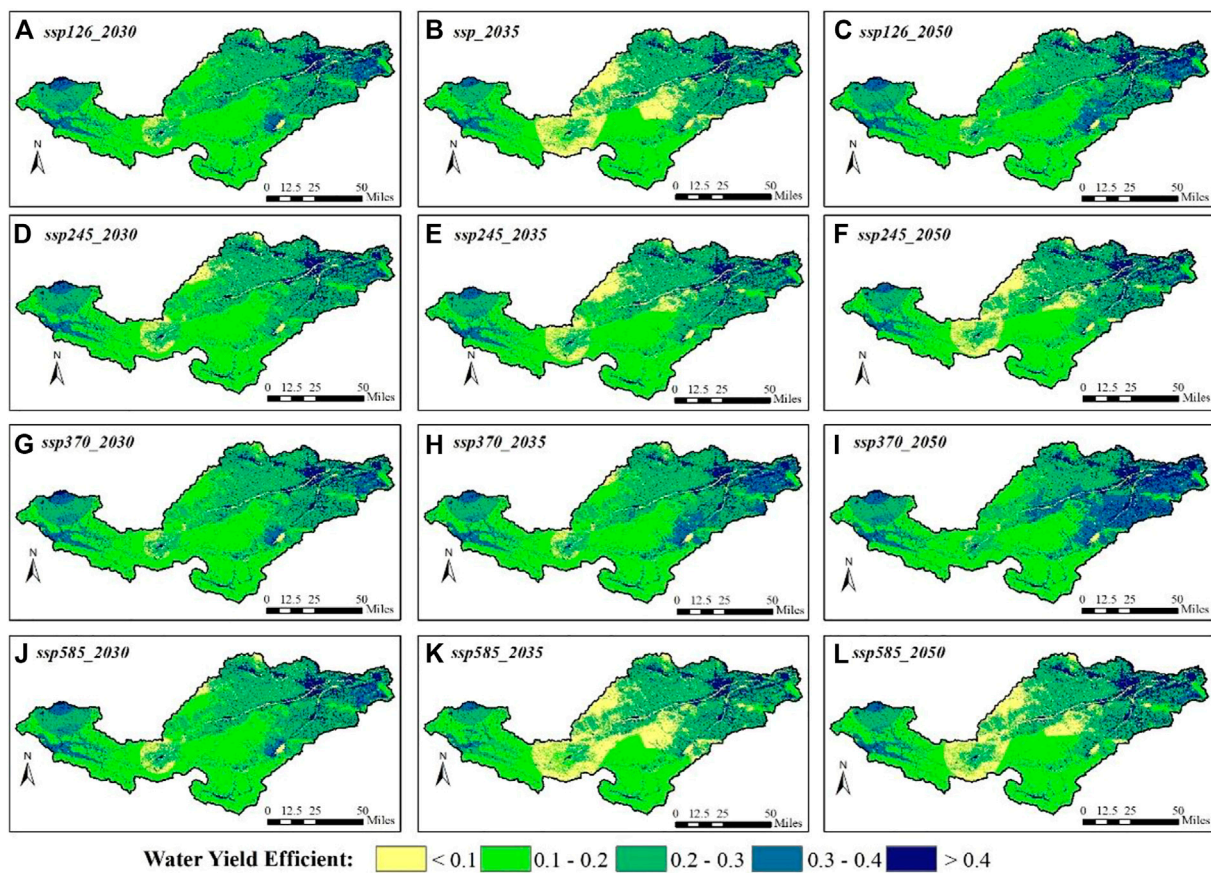 A ssp126_2030
N
0 12.5 25 50
Miles
B ssp_2035
N
0 12.5 25 50
Miles
C ssp126_2050
N
0 12.5 25 50
Miles
D ssp245_2030
N
0 12.5 25 50
Miles
E ssp245_2035
N
0 12.5 25 50
Miles
F ssp245_2050
N
0 12.5 25 50
Miles
G ssp370_2030
N
0 12.5 25 50
Miles
H ssp370_2035
N
0 12.5 25 50
Miles
I ssp370_2050
N
0 12.5 25 50
Miles
J ssp585_2030
N
0 12.5 25 50
Miles
K ssp585_2035
N
0 12.5 25 50
Miles
L ssp585_2050
N
0 12.5 25 50
Miles
Water Yield Efficient: < 0.1 0.1 - 0.2 0.2 - 0.3 0.3 - 0.4 > 0.4